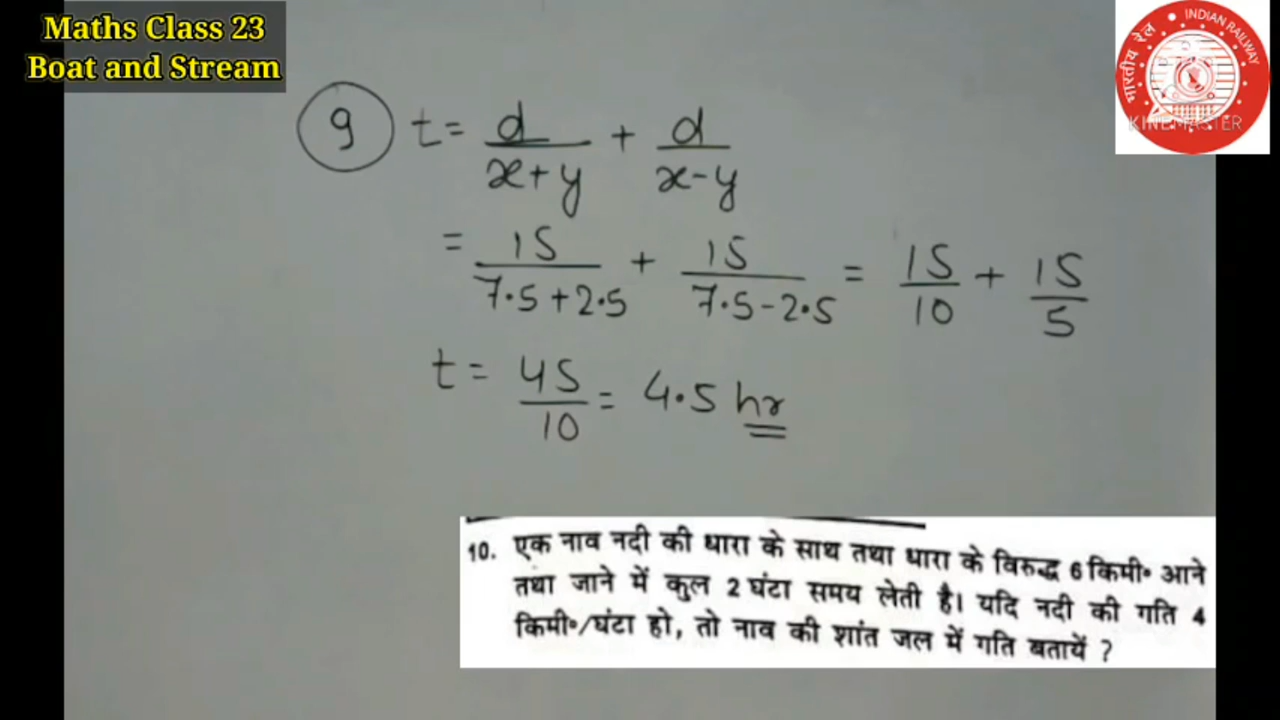 Maths Class 23
Boat and Stream
INDIAN RAILWAY
भारतीय रेल
KINEMASTER
9 t = d/x+y + d/x-y
= 15/7.5+2.5 + 15/7.5-2.5 = 15/10 + 15/5
t = 45/10 = 4.5 hr
10. एक नाव नदी की धारा के साथ तथा धारा के विरुद्ध 6 किमी॰ आने
तथा जाने में कुल 2 घंटा समय लेती है। यदि नदी की गति 4
किमी॰/घंटा हो, तो नाव की शांत जल में गति बतायें ?